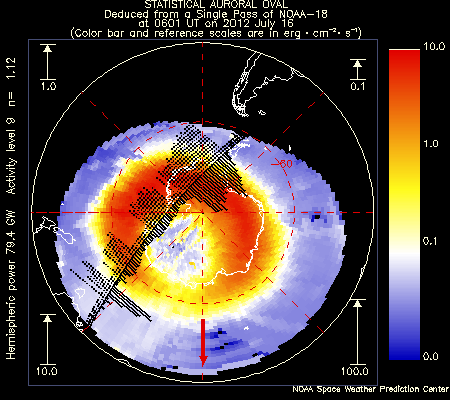 STATISTICAL AURORAL OVAL
Deduced from a Single Pass of NOAA-18
at 0601 UT on 2012 July 16
(Color bar and reference scales are in erg·cm⁻²·s⁻¹)
Hemispheric power 79.4 GW Activity level 9 n= 1.12
1.0
0.1
10.0
1.0
0.1
0.0
-60
10.0
100.0
NOAA Space Weather Prediction Center